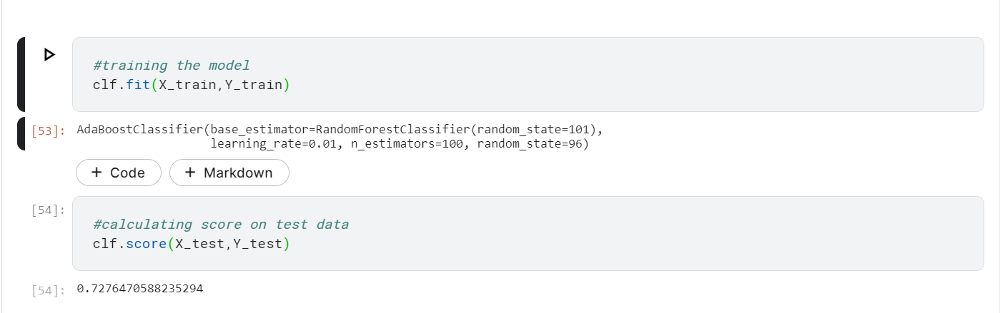 #training the model
clf.fit(X_train,Y_train)
[53]: AdaBoostClassifier(base_estimator=RandomForestClassifier(random_state=101),
learning_rate=0.01, n_estimators=100, random_state=96)
+ Code + Markdown
[54]:
#calculating score on test data
clf.score(X_test,Y_test)
[54]: 0.7276470588235294